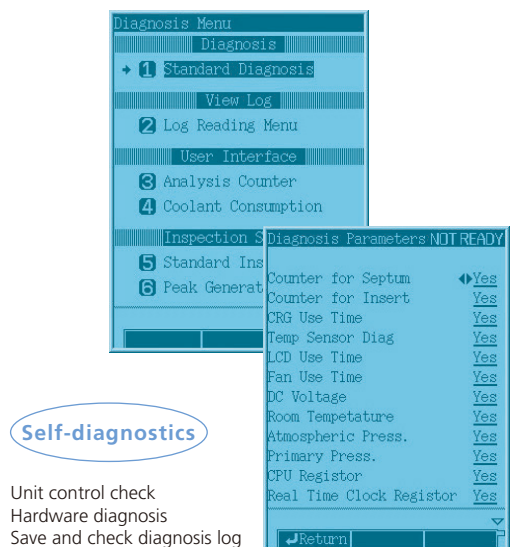 Diagnosis Menu
Diagnosis
1 Standard Diagnosis
View Log
2 Log Reading Menu
User Interface
3 Analysis Counter
4 Coolant Consumption
Inspection S
5 Standard Ins
6 Peak Generat
Diagnosis Parameters NOT READY
Counter for Septum Yes
Counter for Insert Yes
CRG Use Time Yes
Temp Sensor Diag Yes
LCD Use Time Yes
Fan Use Time Yes
DC Voltage Yes
Room Tempetature Yes
Atmospheric Press. Yes
Primary Press. Yes
CPU Registor Yes
Real Time Clock Registor Yes
Return
Self-diagnostics
Unit control check
Hardware diagnosis
Save and check diagnosis log